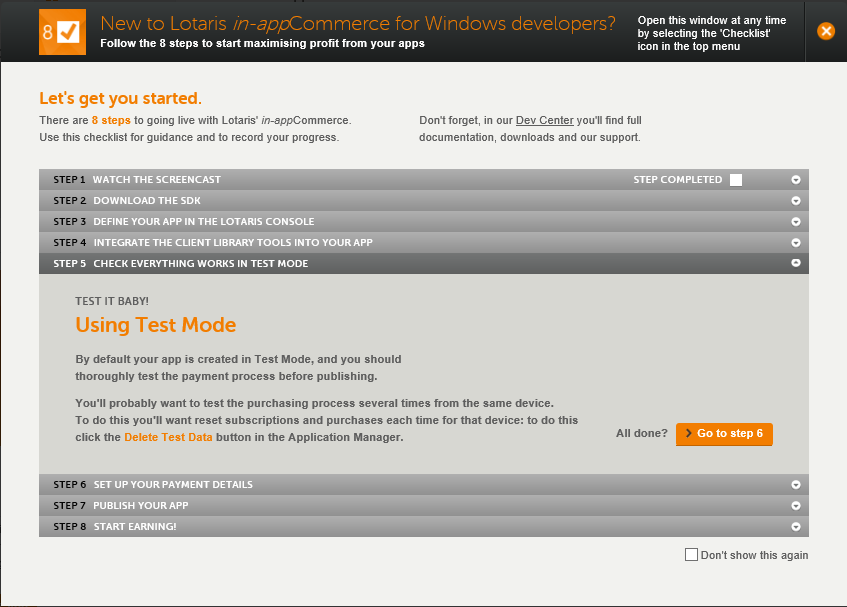 8
New to Lotaris in-appCommerce for Windows developers?
Follow the 8 steps to start maximising profit from your apps
Open this window at any time
by selecting the 'Checklist'
icon in the top menu
Let's get you started.
There are 8 steps to going live with Lotaris' in-appCommerce.
Use this checklist for guidance and to record your progress.
Don't forget, in our Dev Center you'll find full
documentation, downloads and our support.
STEP 1 WATCH THE SCREENCAST STEP COMPLETED
STEP 2 DOWNLOAD THE SDK
STEP 3 DEFINE YOUR APP IN THE LOTARIS CONSOLE
STEP 4 INTEGRATE THE CLIENT LIBRARY TOOLS INTO YOUR APP
STEP 5 CHECK EVERYTHING WORKS IN TEST MODE
TEST IT BABY!
Using Test Mode
By default your app is created in Test Mode, and you should
thoroughly test the payment process before publishing.
You'll probably want to test the purchasing process several times from the same device.
To do this you'll want reset subscriptions and purchases each time for that device: to do this
click the Delete Test Data button in the Application Manager.
All done? Go to step 6
STEP 6 SET UP YOUR PAYMENT DETAILS
STEP 7 PUBLISH YOUR APP
STEP 8 START EARNING!
Don't show this again